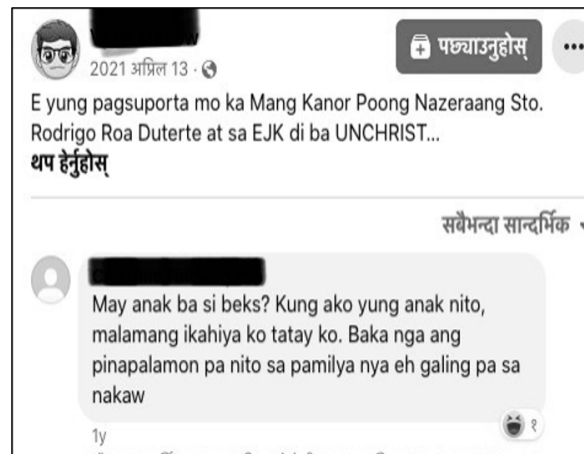 2021 अप्रिल 13 ·
पछ्याउनुहोस्
E yung pagsuporta mo ka Mang Kanor Poong Nazeraang Sto.
Rodrigo Roa Duterte at sa EJK di ba UNCHRIST...
थप हेर्नुहोस्
सबैभन्दा सान्दर्भिक
May anak ba si beks? Kung ako yung anak nito,
malamang ikahiya ko tatay ko. Baka nga ang
pinapalamon pa nito sa pamilya nya eh galing pa sa
nakaw
१
1y